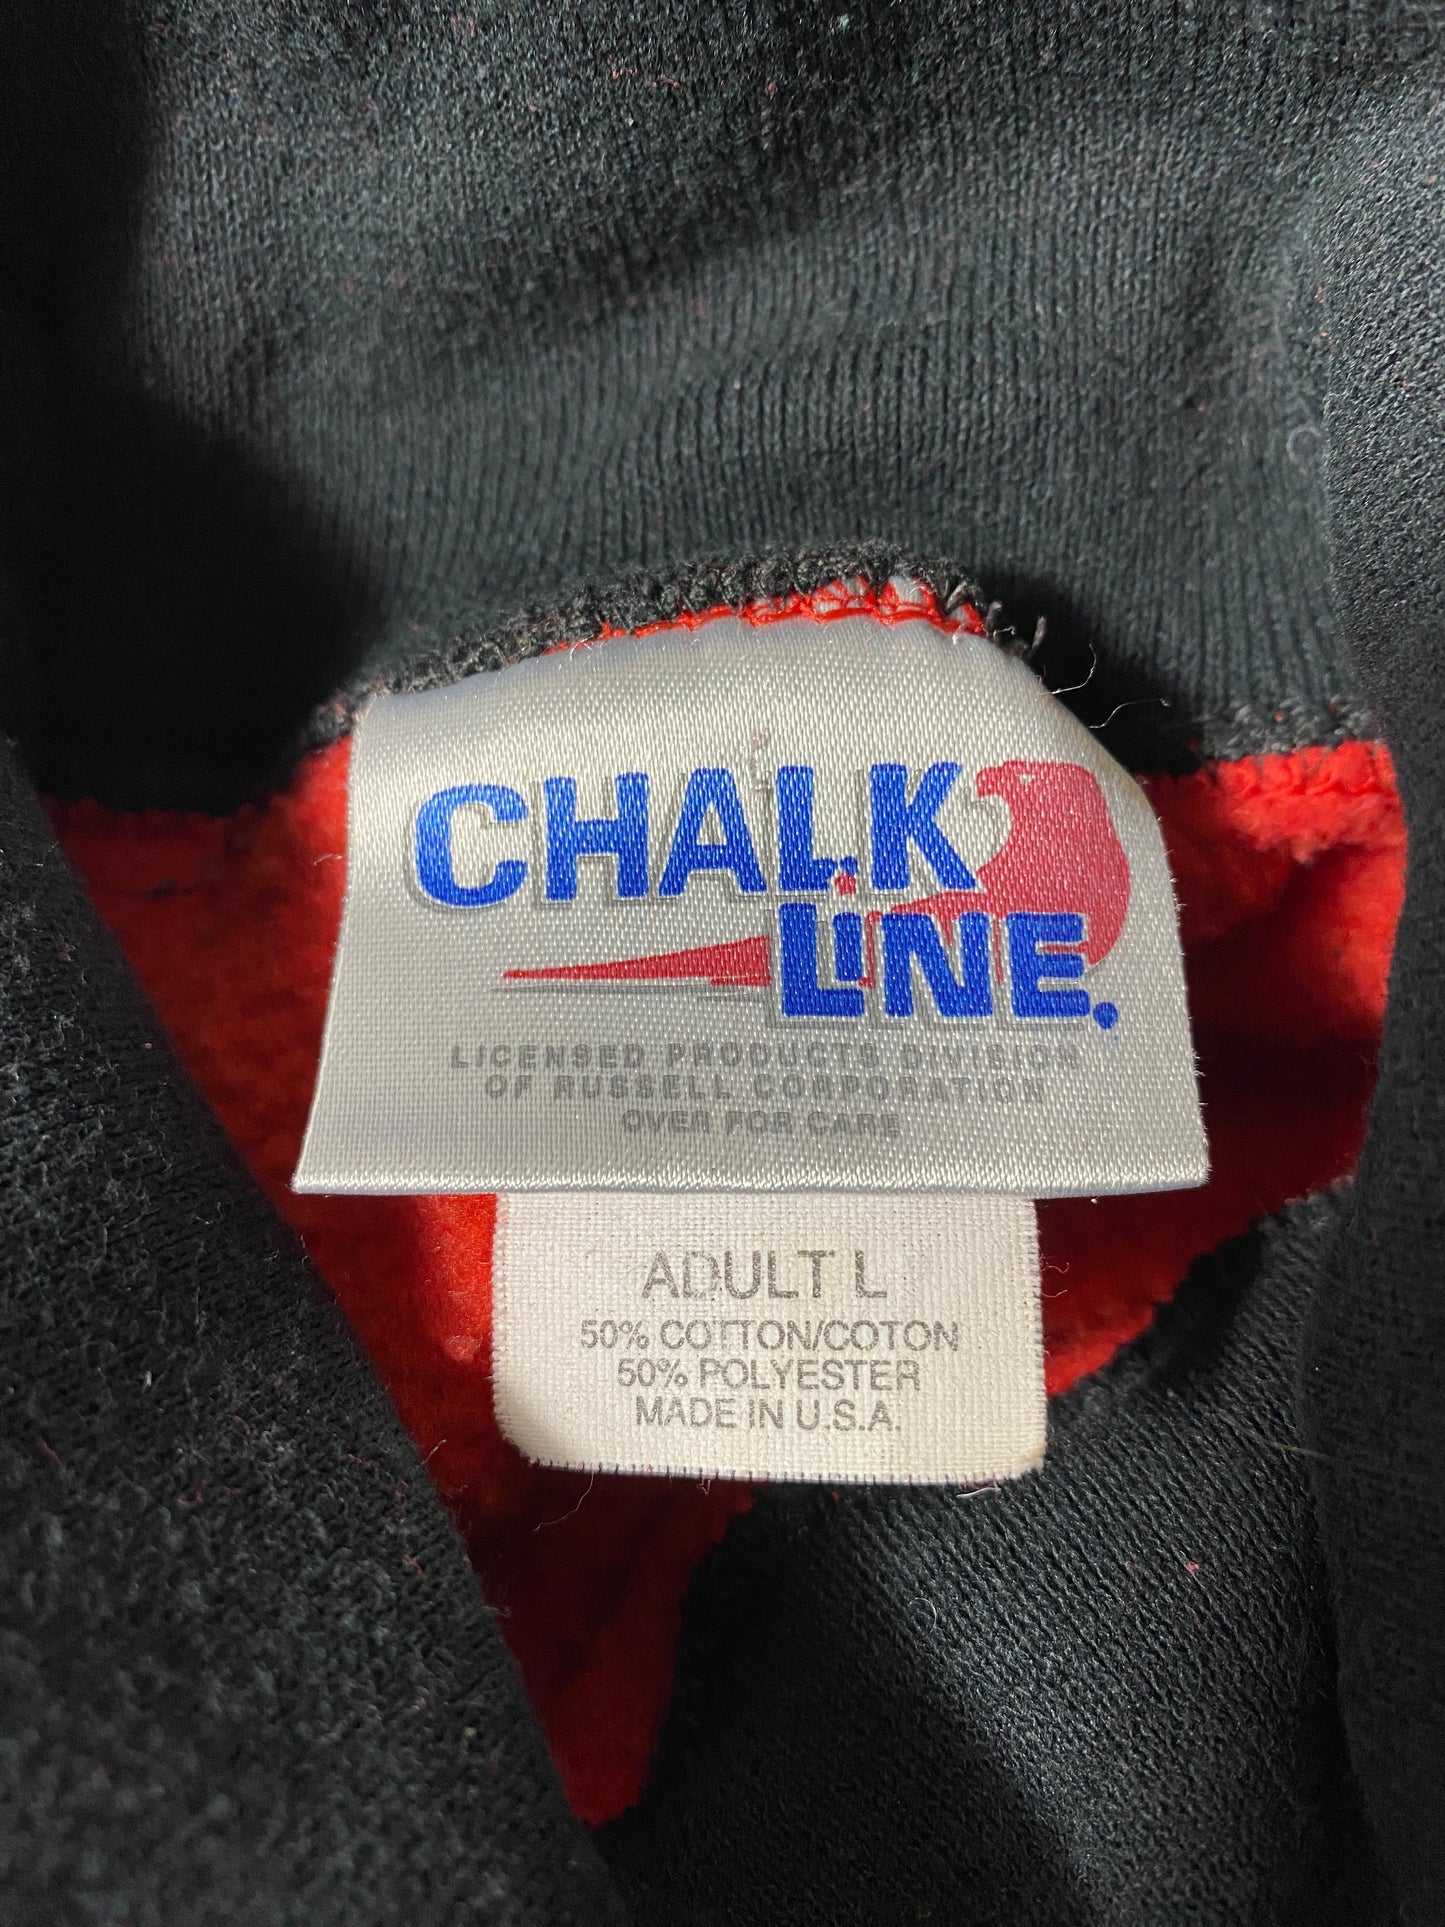 CHALK
LINE.
LICENSED PRODUCTS DIVISION
OF RUSSELL CORPORATION
OVER FOR CARE
ADULT L
50% COTTON/COTON
50% POLYESTER
MADE IN U.S.A.